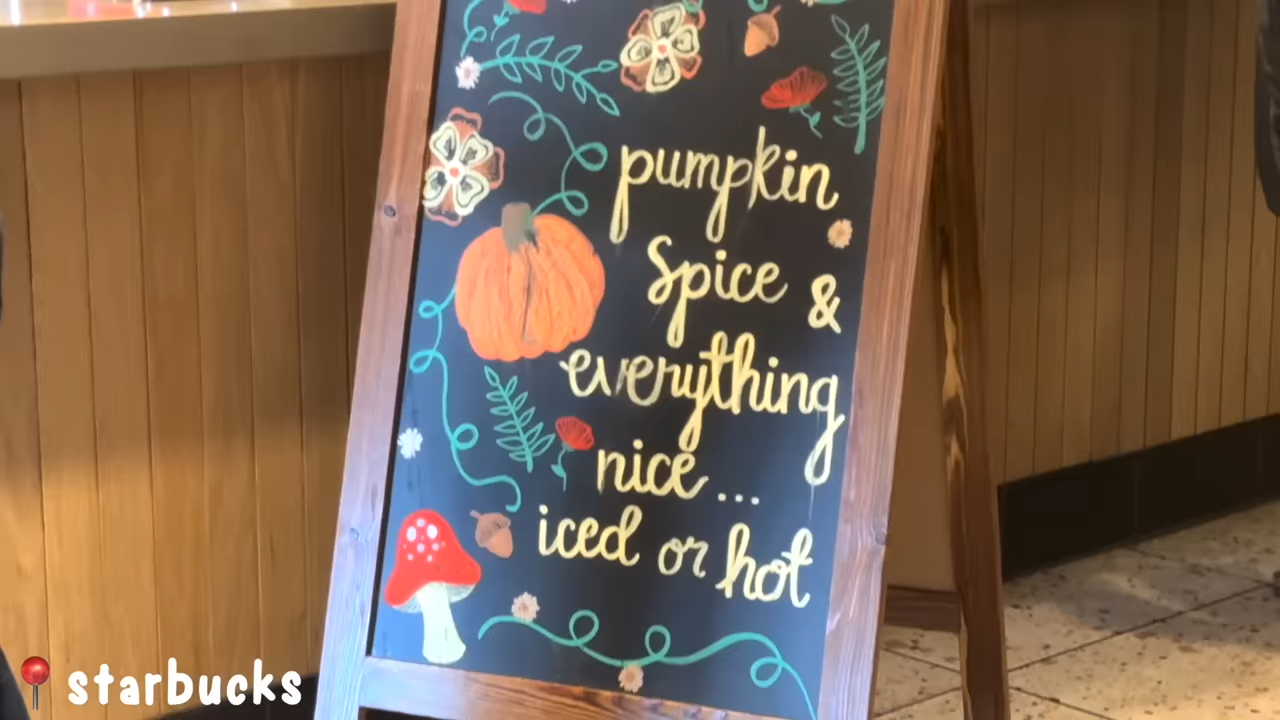 pumpkin
Spice &
everything
nice...
iced or hot
starbucks